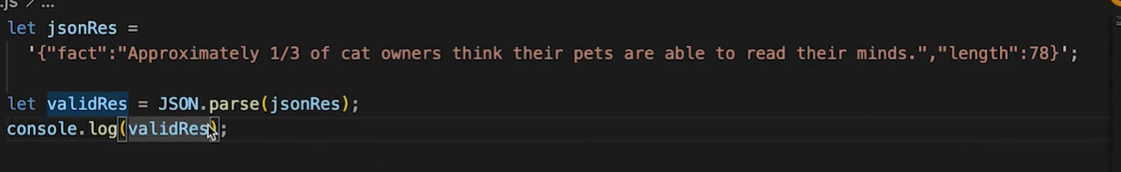 .js > ...
let jsonRes =
'{"fact":"Approximately 1/3 of cat owners think their pets are able to read their minds.","length":78}';
let validRes = JSON.parse(jsonRes);
console.log(validRes);